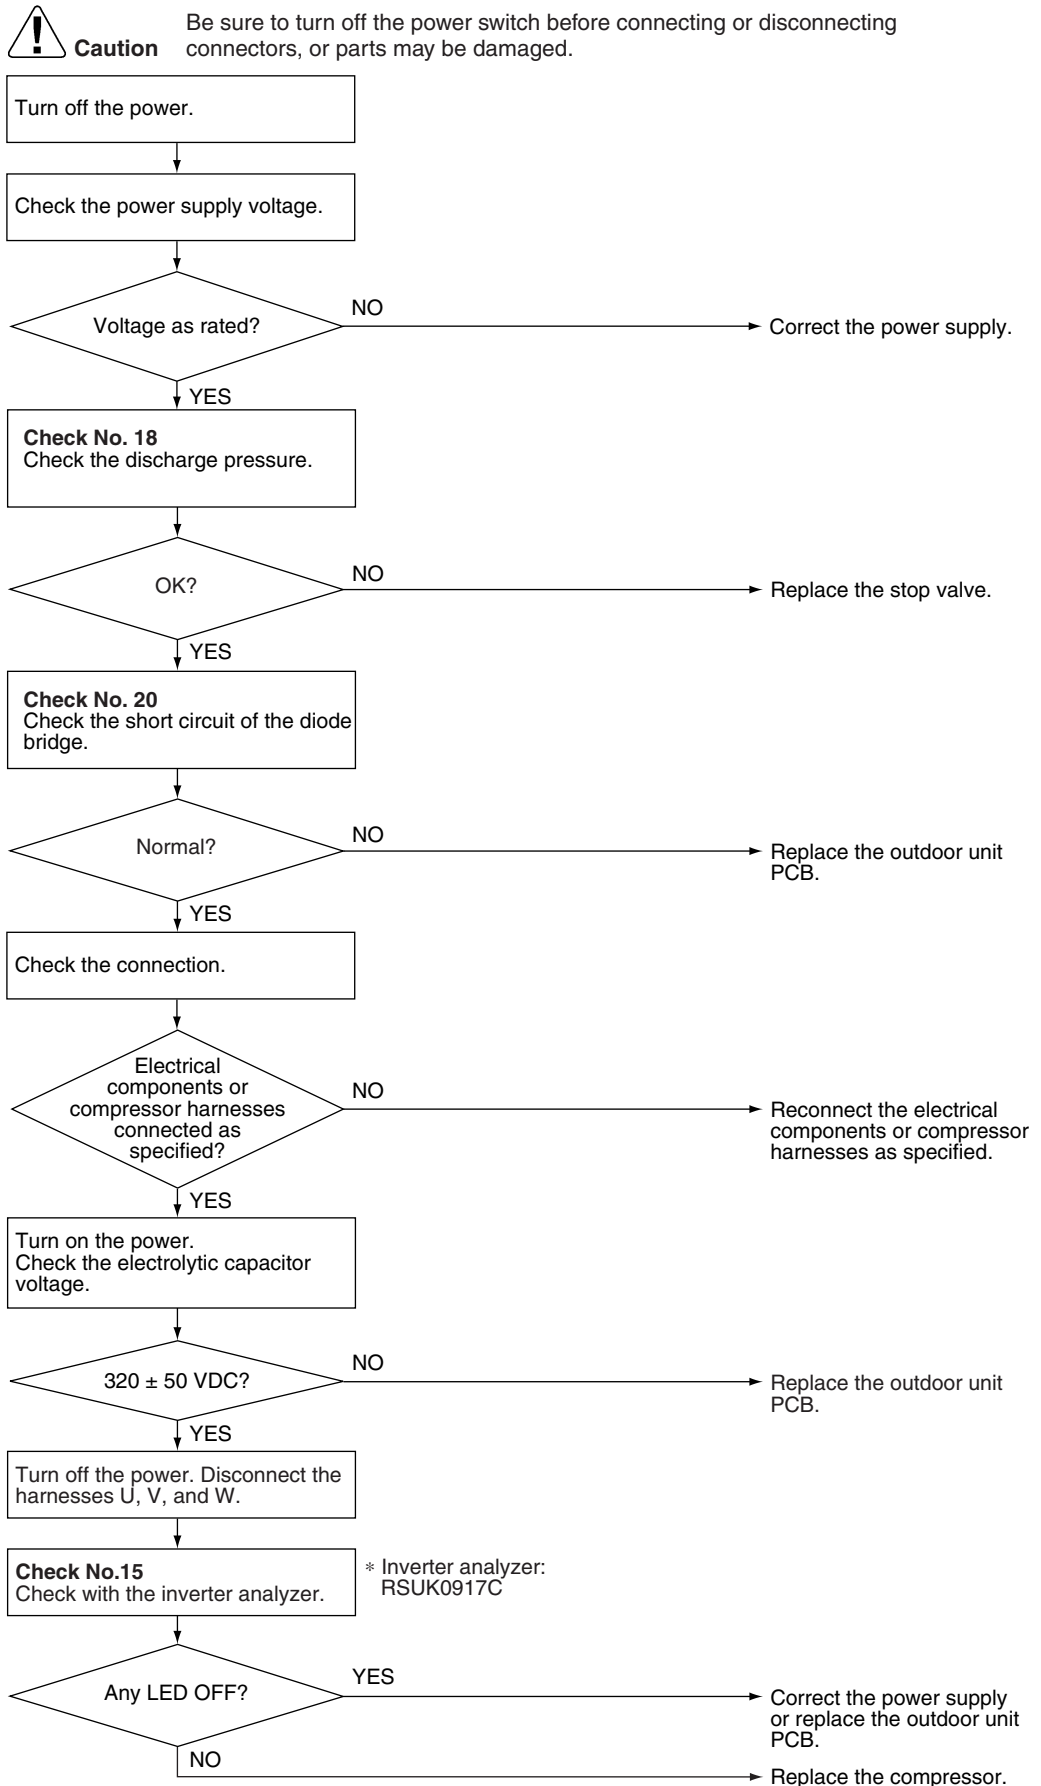 Be sure to turn off the power switch before connecting or disconnecting
Caution connectors, or parts may be damaged.
Turn off the power.
Check the power supply voltage.
Voltage as rated?
NO
Correct the power supply.
YES
Check No. 18
Check the discharge pressure.
OK?
NO
Replace the stop valve.
YES
Check No. 20
Check the short circuit of the diode
bridge.
Normal?
NO
Replace the outdoor unit
PCB.
YES
Check the connection.
Electrical
components or
compressor harnesses
connected as
specified?
NO
Reconnect the electrical
components or compressor
harnesses as specified.
YES
Turn on the power.
Check the electrolytic capacitor
voltage.
320 ± 50 VDC?
NO
Replace the outdoor unit
PCB.
YES
Turn off the power. Disconnect the
harnesses U, V, and W.
Check No.15
Check with the inverter analyzer.
* Inverter analyzer:
RSUK0917C
Any LED OFF?
YES
Correct the power supply
or replace the outdoor unit
PCB.
NO
Replace the compressor.